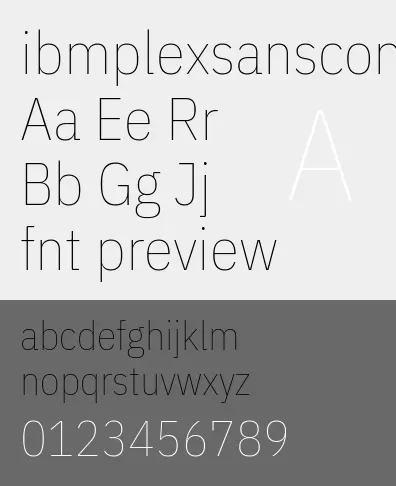 ibmplexsanscon
Aa Ee Rr
A
Bb Gg Jj
fnt preview
abcdefghijklm
nopqrstuvwxyz
0123456789